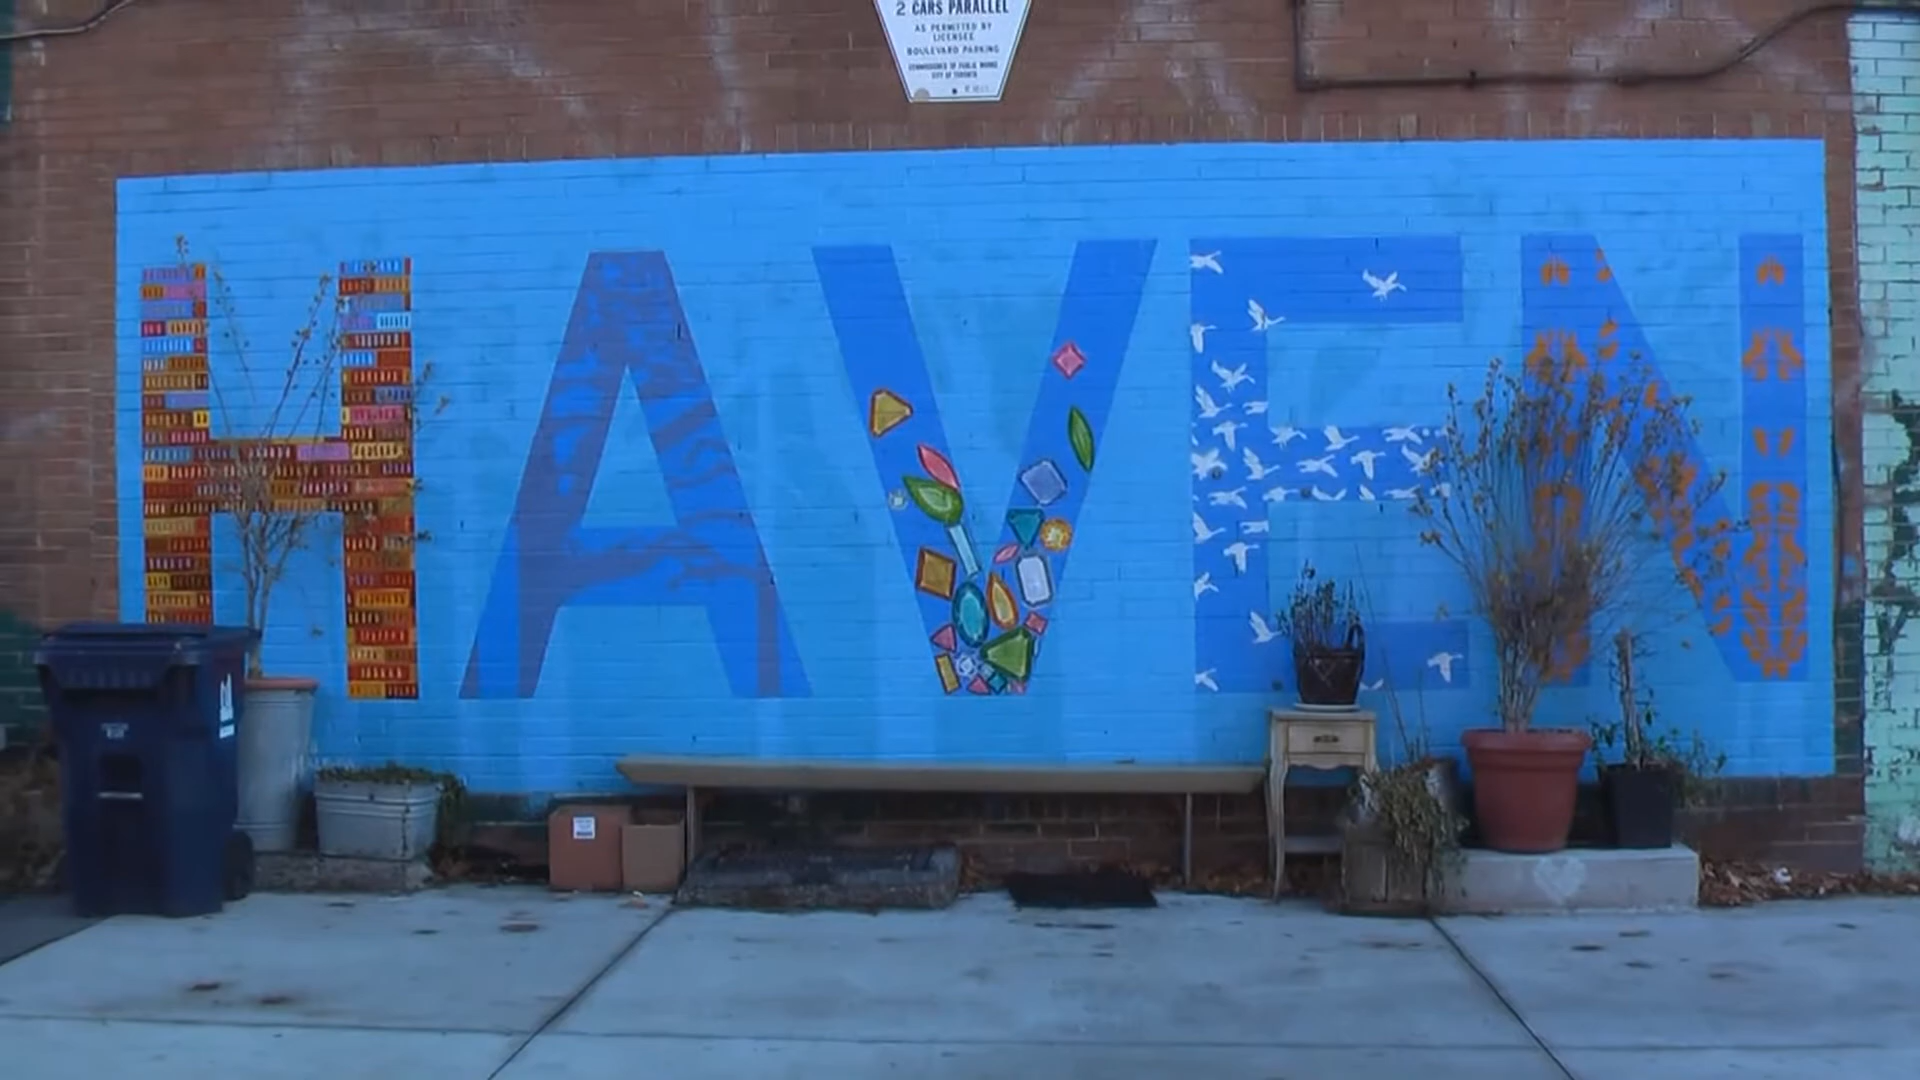 2 CARS PARALLEL
AS PERMITTED BY
LICENSEE
BOULEVARD PARKING
COMMISSIONER OF PUBLIC WORKS
CITY OF TORONTO
HAVEN